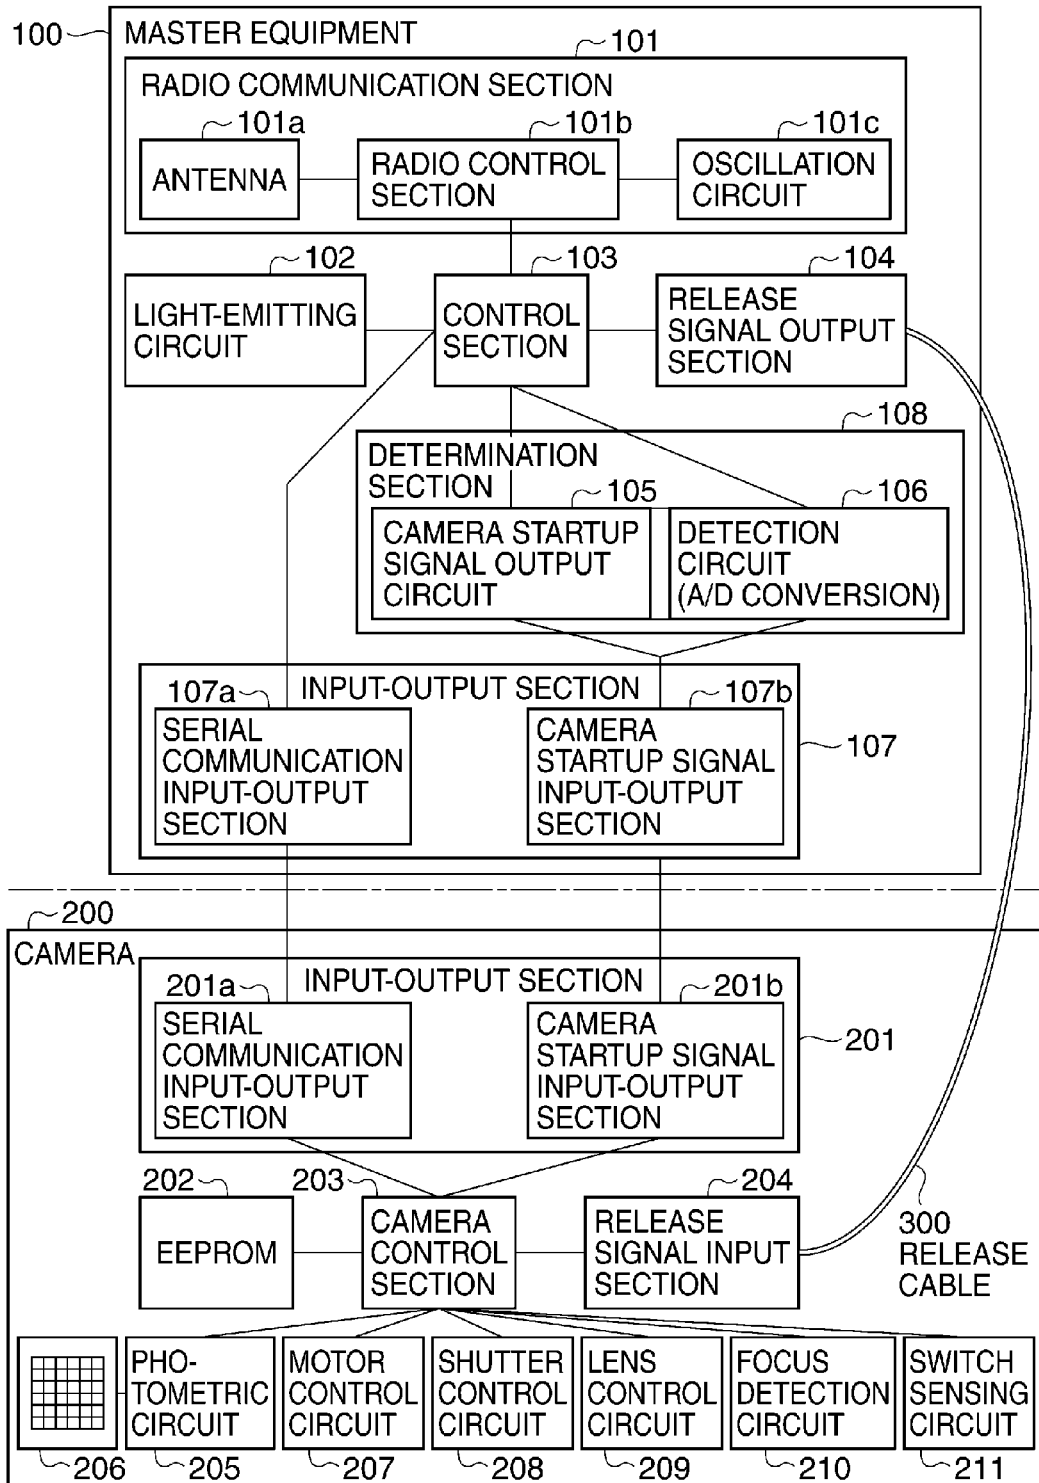 100
MASTER EQUIPMENT
101
RADIO COMMUNICATION SECTION
101a
101b
101c
ANTENNA
RADIO CONTROL
SECTION
OSCILLATION
CIRCUIT
102
103
104
LIGHT-EMITTING
CIRCUIT
CONTROL
SECTION
RELEASE
SIGNAL OUTPUT
SECTION
108
DETERMINATION
SECTION
105
106
CAMERA STARTUP
SIGNAL OUTPUT
CIRCUIT
DETECTION
CIRCUIT
(A/D CONVERSION)
INPUT-OUTPUT SECTION
107a
107b
SERIAL
COMMUNICATION
INPUT-OUTPUT
SECTION
CAMERA
STARTUP SIGNAL
INPUT-OUTPUT
SECTION
107
200
CAMERA
INPUT-OUTPUT SECTION
201a
201b
SERIAL
COMMUNICATION
INPUT-OUTPUT
SECTION
CAMERA
STARTUP SIGNAL
INPUT-OUTPUT
SECTION
201
202
203
204
EEPROM
CAMERA
CONTROL
SECTION
RELEASE
SIGNAL INPUT
SECTION
300
RELEASE
CABLE
PHO-
TOMETRIC
CIRCUIT
MOTOR
CONTROL
CIRCUIT
SHUTTER
CONTROL
CIRCUIT
LENS
CONTROL
CIRCUIT
FOCUS
DETECTION
CIRCUIT
SWITCH
SENSING
CIRCUIT
206
205
207
208
209
210
211